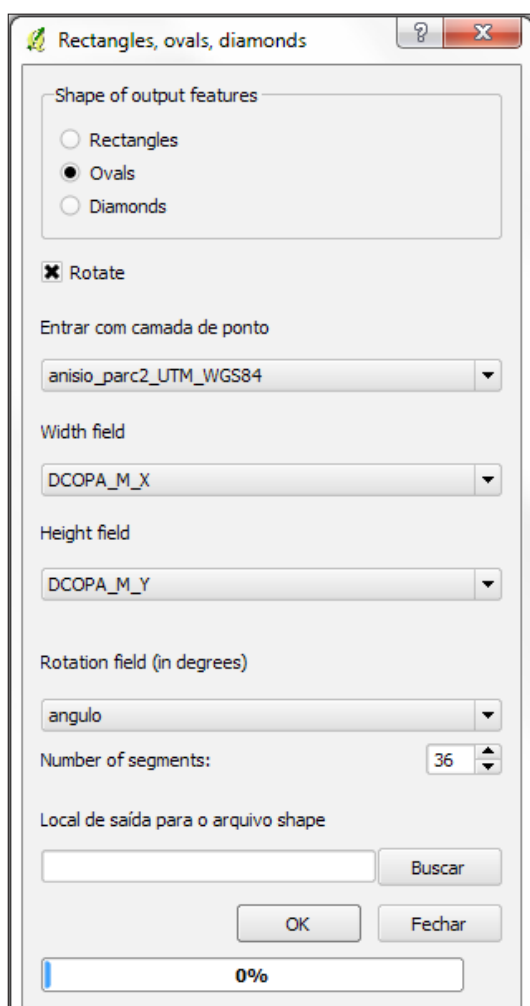 Rectangles, ovals, diamonds
?
Shape of output features
Rectangles
Ovals
Diamonds
Rotate
Entrar com camada de ponto
anisio_parc2_UTM_WGS84
Width field
DCOPA_M_X
Height field
DCOPA_M_Y
Rotation field (in degrees)
angulo
Number of segments: 36
Local de saída para o arquivo shape
Buscar
OK Fechar
0%